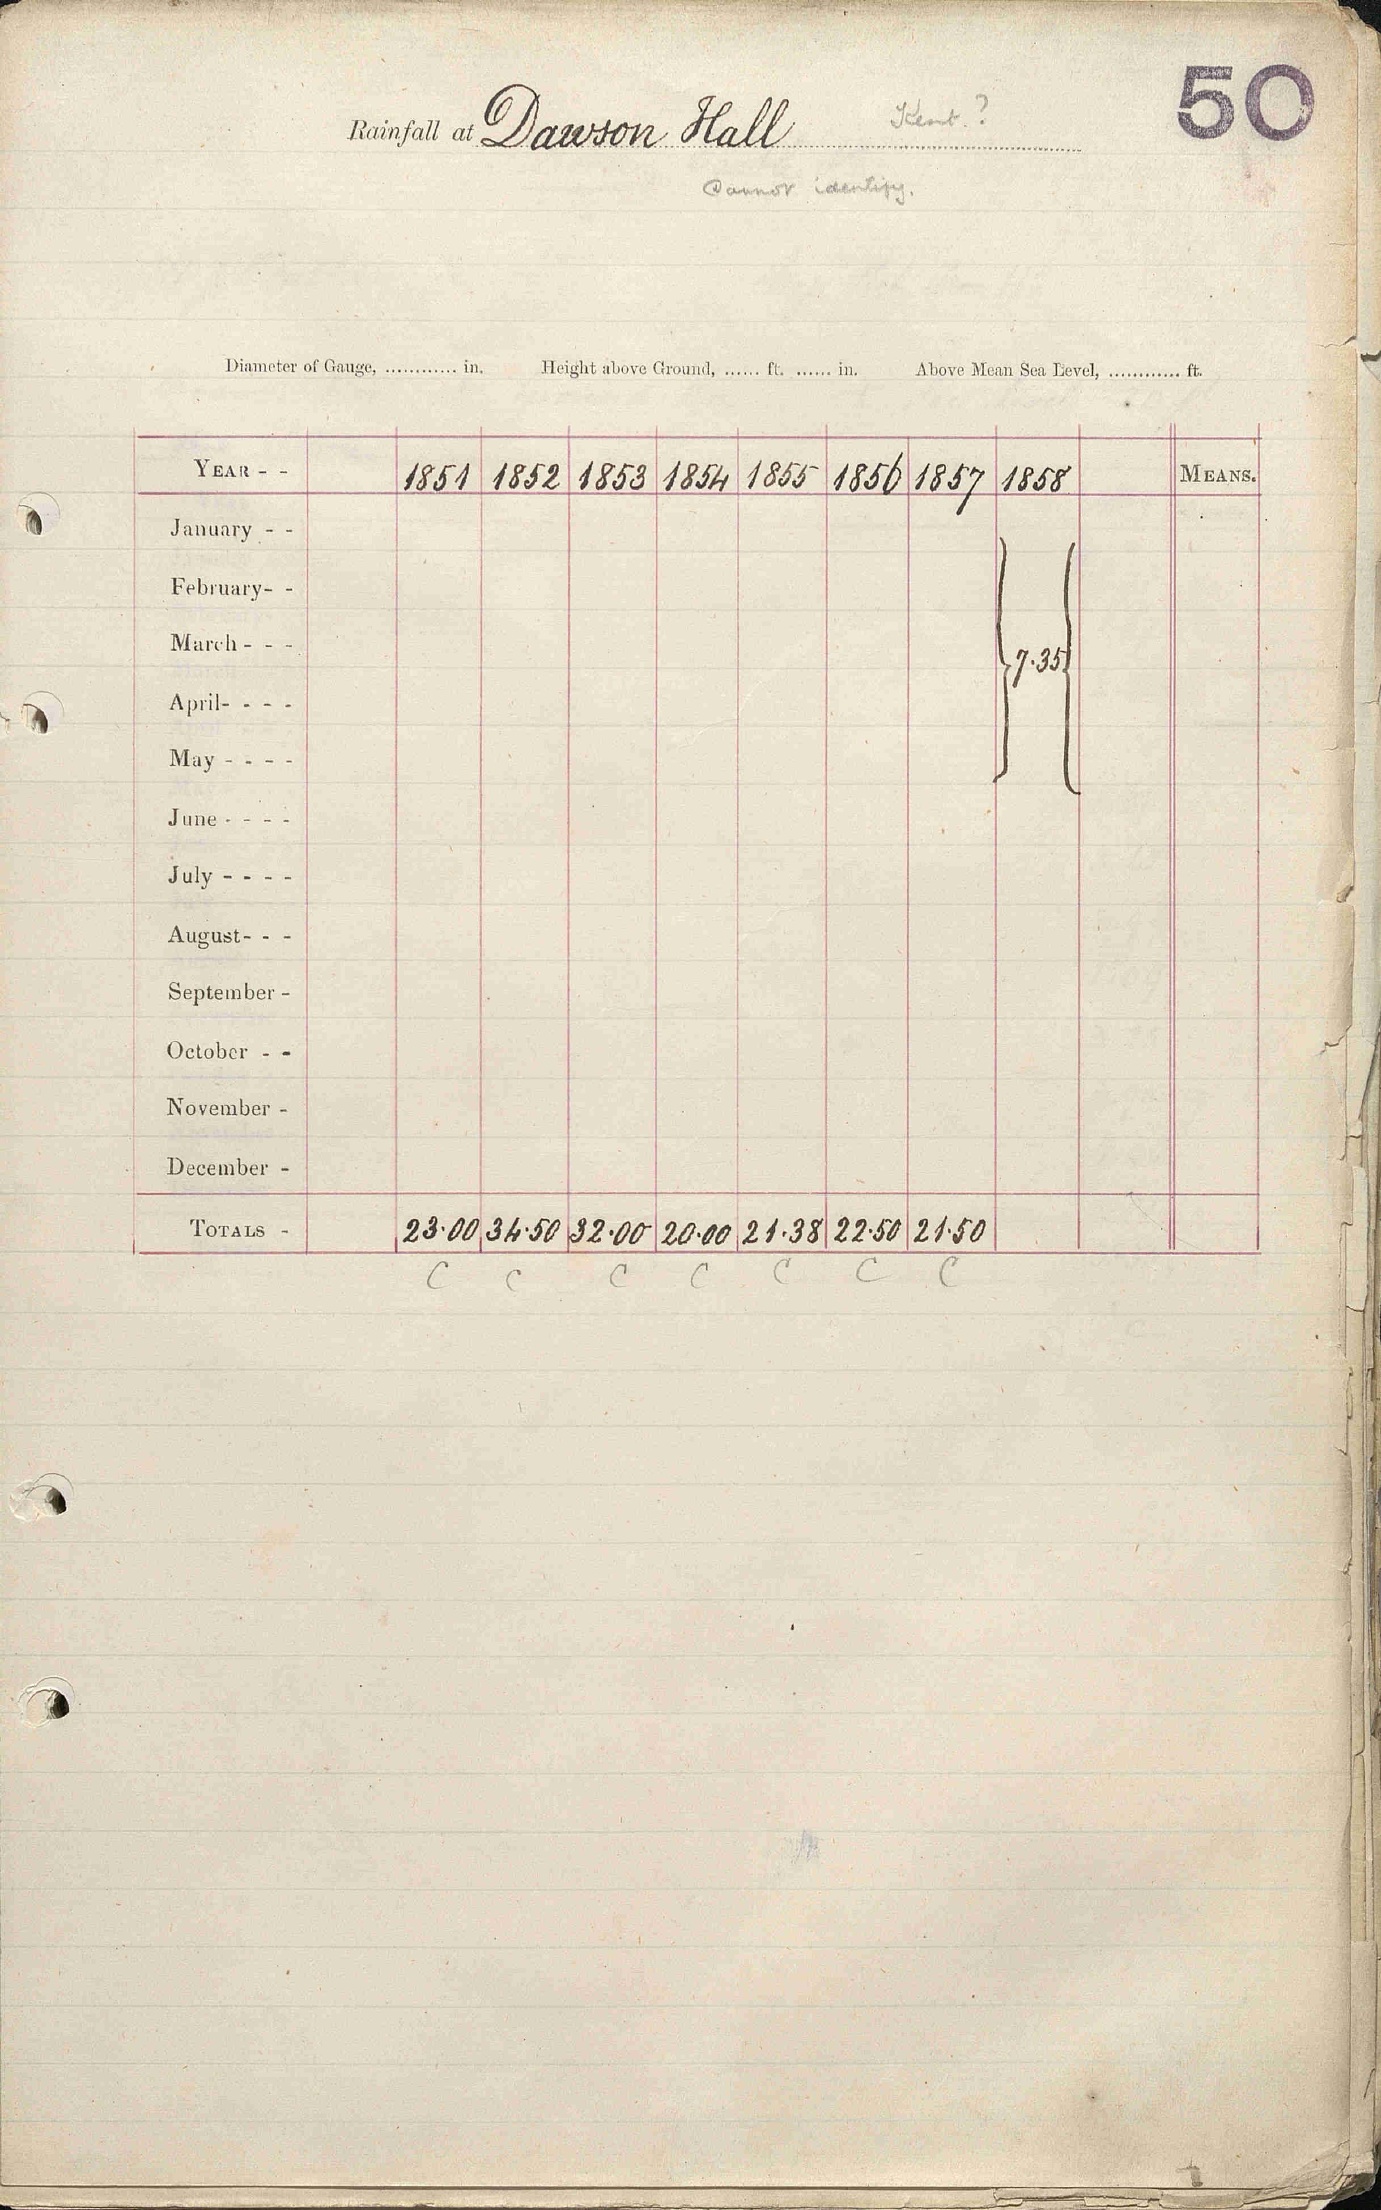 50
Rainfall at Dawson Hall Kent. ?
Cannot identify.
Diameter of Gauge, ............ in. Height above Ground, ...... ft. ...... in. Above Mean Sea Level, ............ ft.
YEAR - - 1851 1852 1853 1854 1855 1856 1857 1858 MEANS.
January - -
February - -
March - - -
7.35
April - - - -
May - - - -
June - - - -
July - - - -
August - - -
September -
October - -
November -
December -
TOTALS - 23.00 34.50 32.00 20.00 21.38 22.50 21.50
C C C C C C C